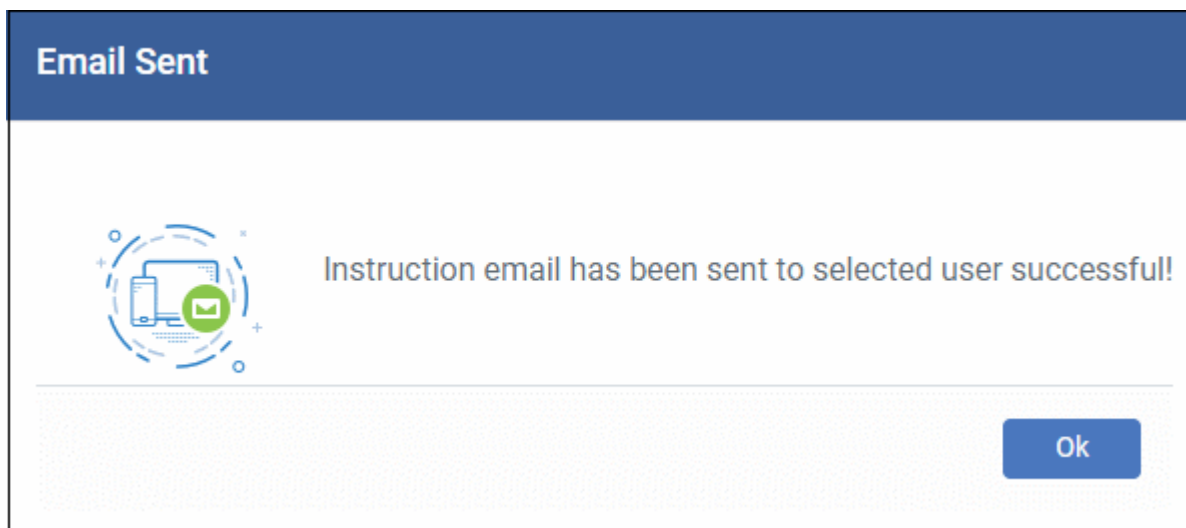 Email Sent
Instruction email has been sent to selected user successful!
Ok